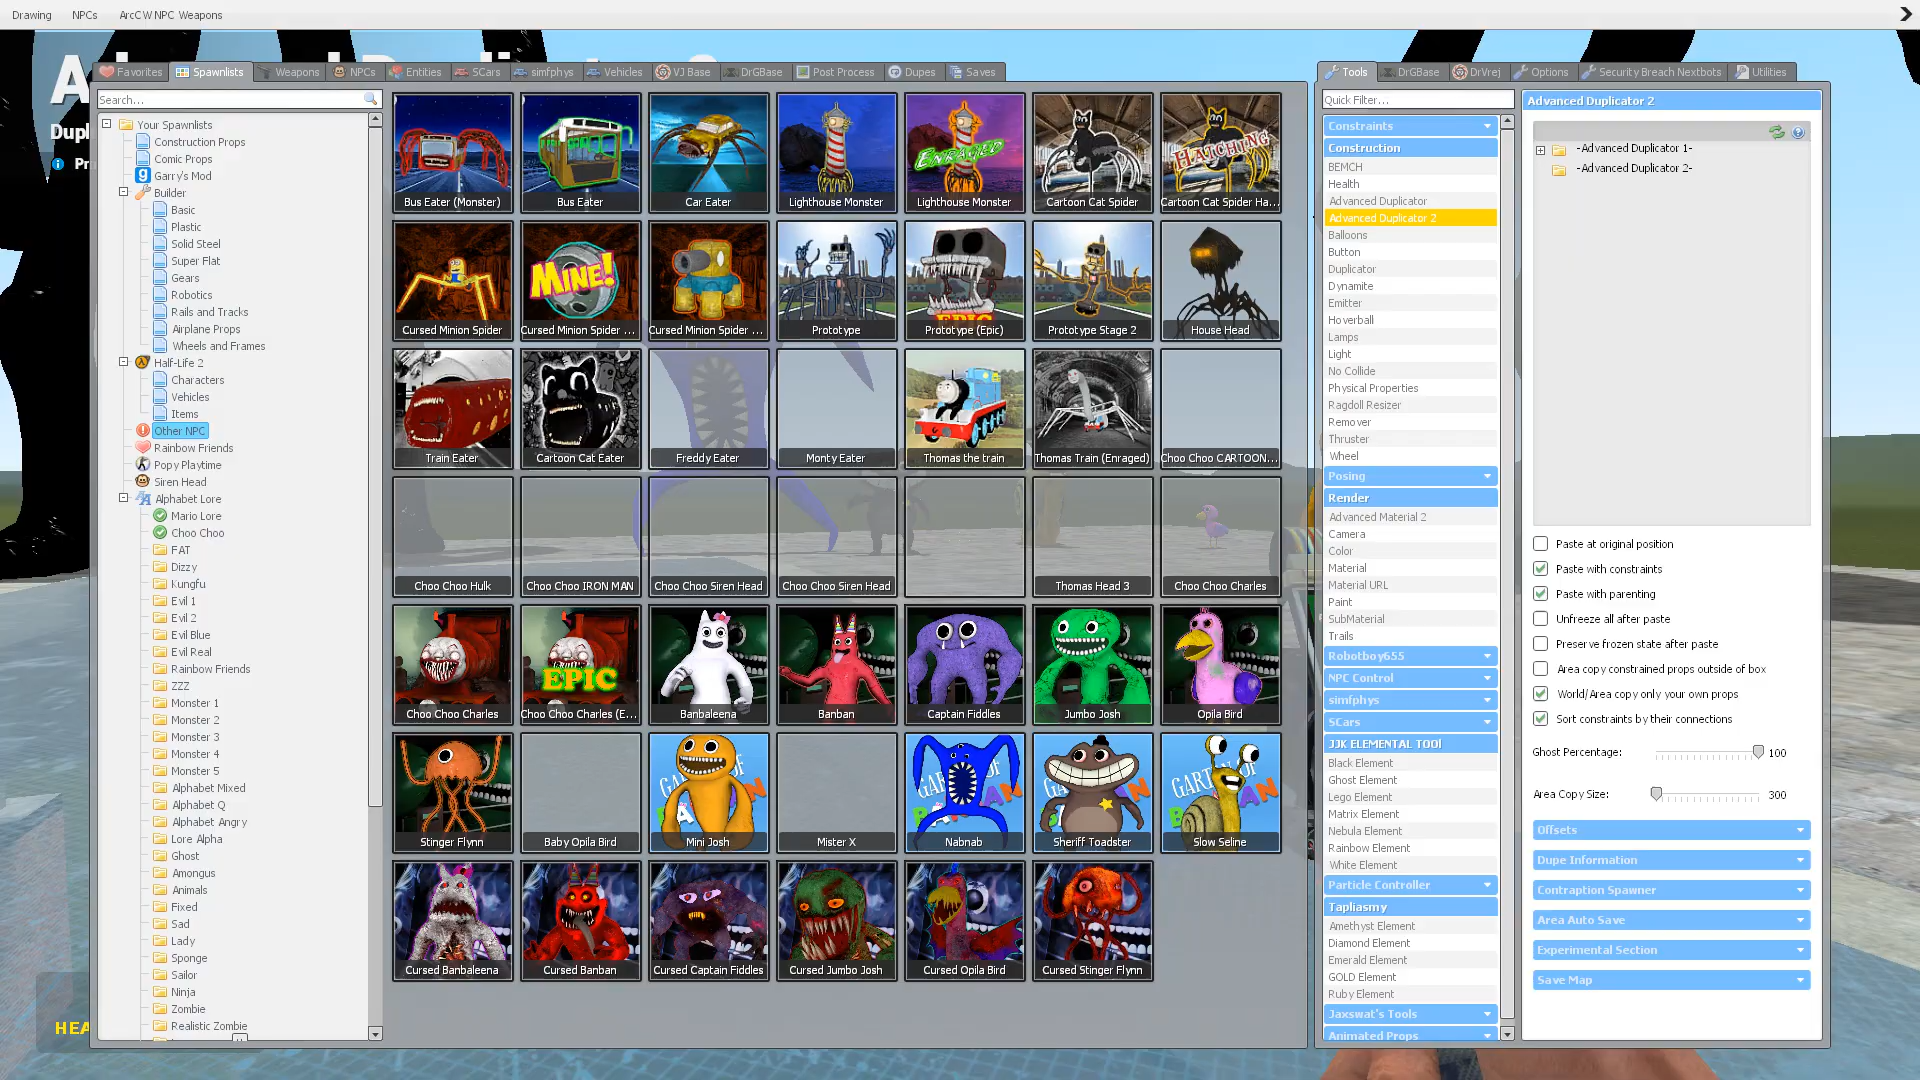 Drawing NPCs ArcCW NPC Weapons
Favorites Spawnlists Weapons NPCs Entities SCars simfphys Vehicles VJ Base DrGBase Post Process Dupes Saves
Tools DrGBase DrVrej Options Security Breach Nextbots Utilities
Search...
Your Spawnlists
Construction Props
Comic Props
Garry's Mod
Builder
Basic
Plastic
Solid Steel
Super Flat
Gears
Robotics
Rails and Tracks
Airplane Props
Wheels and Frames
Half-Life 2
Characters
Vehicles
Items
Other NPC
Rainbow Friends
Popy Playtime
Siren Head
Alphabet Lore
Mario Lore
Choo Choo
FAT
Dizzy
Kungfu
Evil 1
Evil 2
Evil Blue
Evil Real
Rainbow Friends
ZZZ
Monster 1
Monster 2
Monster 3
Monster 4
Monster 5
Alphabet Mixed
Alphabet Q
Alphabet Angry
Lore Alpha
Ghost
Amongus
Animals
Fixed
Sad
Lady
Sponge
Sailor
Ninja
Zombie
Realistic Zombie
ENRAGED
HATCHING
Bus Eater (Monster) Bus Eater Car Eater Lighthouse Monster Lighthouse Monster Cartoon Cat Spider Cartoon Cat Spider Ha...
MINE!
EPIC
Cursed Minion Spider Cursed Minion Spider ... Cursed Minion Spider ... Prototype Prototype (Epic) Prototype Stage 2 House Head
Train Eater Cartoon Cat Eater Freddy Eater Monty Eater Thomas the train Thomas Train (Enraged) Choo Choo CARTOON...
Choo Choo Hulk Choo Choo IRON MAN Choo Choo Siren Head Choo Choo Siren Head Thomas Head 3 Choo Choo Charles
EPIC
Choo Choo Charles Choo Choo Charles (E... Banbaleena Banban Captain Fiddles Jumbo Josh Opila Bird
Stinger Flynn Baby Opila Bird Mini Josh Mister X Nabnab Sheriff Toadster Slow Seline
Cursed Banbaleena Cursed Banban Cursed Captain Fiddles Cursed Jumbo Josh Cursed Opila Bird Cursed Stinger Flynn
Quick Filter...
Constraints
Construction
BEMCH
Health
Advanced Duplicator
Advanced Duplicator 2
Balloons
Button
Duplicator
Dynamite
Emitter
Hoverball
Lamps
Light
No Collide
Physical Properties
Ragdoll Resizer
Remover
Thruster
Wheel
Posing
Render
Advanced Material 2
Camera
Color
Material
Material URL
Paint
SubMaterial
Trails
Robotboy655
NPC Control
simfphys
SCars
JJK ELEMENTAL TOOl
Black Element
Ghost Element
Lego Element
Matrix Element
Nebula Element
Rainbow Element
White Element
Particle Controller
Tapliasmy
Amethyst Element
Diamond Element
Emerald Element
GOLD Element
Ruby Element
Jaxswat's Tools
Animated Props
Advanced Duplicator 2
-Advanced Duplicator 1-
-Advanced Duplicator 2-
Paste at original position
Paste with constraints
Paste with parenting
Unfreeze all after paste
Preserve frozen state after paste
Area copy constrained props outside of box
World/Area copy only your own props
Sort constraints by their connections
Ghost Percentage: 100
Area Copy Size: 300
Offsets
Dupe Information
Contraption Spawner
Area Auto Save
Experimental Section
Save Map
Dupl
Pr
HEA